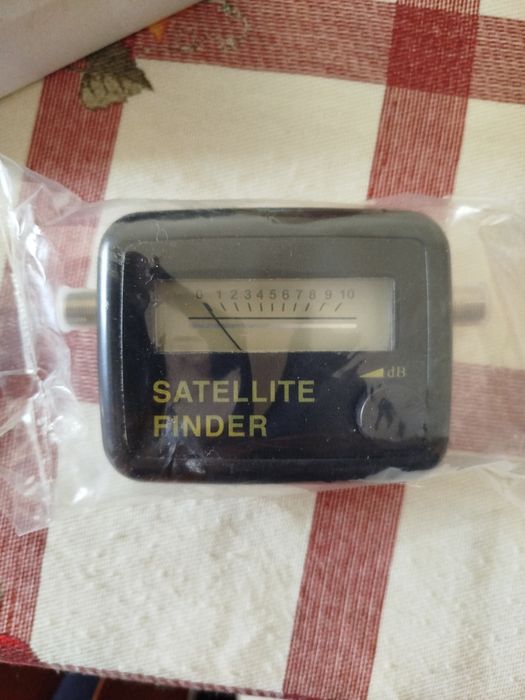 0 1 2 3 4 5 6 7 8 9 10
dB
SATELLITE
FINDER